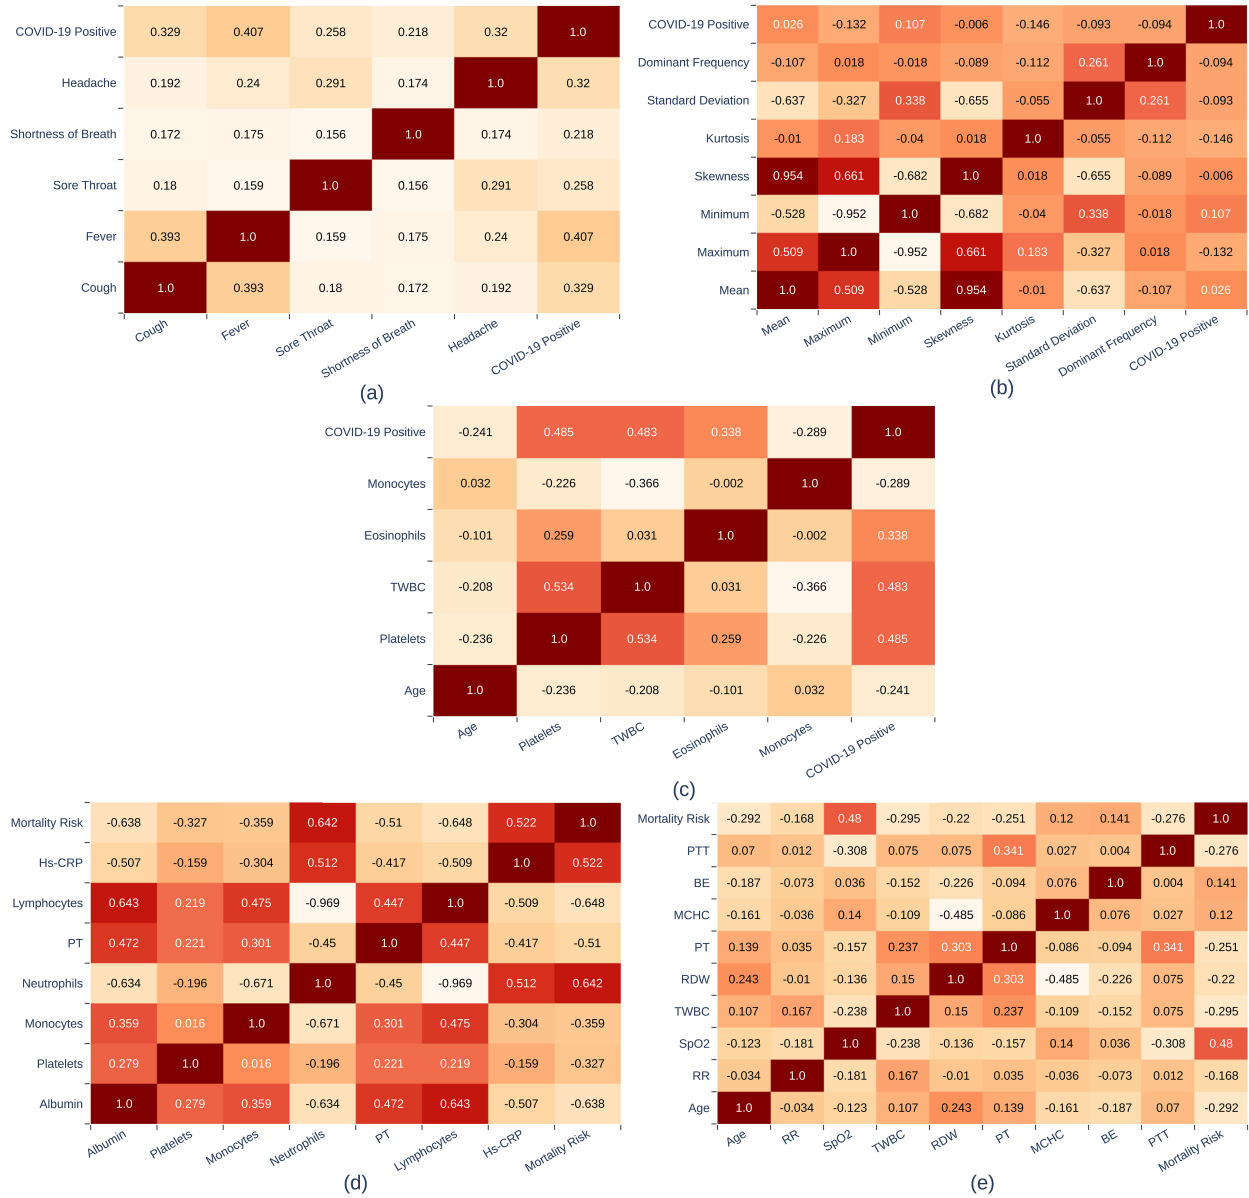 COVID-19 Positive 0.329 0.407 0.258 0.218 0.32 1.0
Headache 0.192 0.24 0.291 0.174 1.0 0.32
Shortness of Breath 0.172 0.175 0.156 1.0 0.174 0.218
Sore Throat 0.18 0.159 1.0 0.156 0.291 0.258
Fever 0.393 1.0 0.159 0.175 0.24 0.407
Cough 1.0 0.393 0.18 0.172 0.192 0.329
Cough Fever Sore Throat Shortness of Breath Headache COVID-19 Positive
(a)
COVID-19 Positive 0.026 -0.132 0.107 -0.006 -0.146 -0.093 -0.094 1.0
Dominant Frequency -0.107 0.018 -0.018 -0.089 -0.112 0.261 1.0 -0.094
Standard Deviation -0.637 -0.327 0.338 -0.655 -0.055 1.0 0.261 -0.093
Kurtosis -0.01 0.183 -0.04 0.018 1.0 -0.055 -0.112 -0.146
Skewness 0.954 0.661 -0.682 1.0 0.018 -0.655 -0.089 -0.006
Minimum -0.528 -0.952 1.0 -0.682 -0.04 0.338 -0.018 0.107
Maximum 0.509 1.0 -0.952 0.661 0.183 -0.327 0.018 -0.132
Mean 1.0 0.509 -0.528 0.954 -0.01 -0.637 -0.107 0.026
Mean Maximum Minimum Skewness Kurtosis Standard Deviation Dominant Frequency COVID-19 Positive
(b)
COVID-19 Positive -0.241 0.485 0.483 0.338 -0.289 1.0
Monocytes 0.032 -0.226 -0.366 -0.002 1.0 -0.289
Eosinophils -0.101 0.259 0.031 1.0 -0.002 0.338
TWBC -0.208 0.534 1.0 0.031 -0.366 0.483
Platelets -0.236 1.0 0.534 0.259 -0.226 0.485
Age 1.0 -0.236 -0.208 -0.101 0.032 -0.241
Age Platelets TWBC Eosinophils Monocytes COVID-19 Positive
(c)
Mortality Risk -0.638 -0.327 -0.359 0.642 -0.51 -0.648 0.522 1.0
Hs-CRP -0.507 -0.159 -0.304 0.512 -0.417 -0.509 1.0 0.522
Lymphocytes 0.643 0.219 0.475 -0.969 0.447 1.0 -0.509 -0.648
PT 0.472 0.221 0.301 -0.45 1.0 0.447 -0.417 -0.51
Neutrophils -0.634 -0.196 -0.671 1.0 -0.45 -0.969 0.512 0.642
Monocytes 0.359 0.016 1.0 -0.671 0.301 0.475 -0.304 -0.359
Platelets 0.279 1.0 0.016 -0.196 0.221 0.219 -0.159 -0.327
Albumin 1.0 0.279 0.359 -0.634 0.472 0.643 -0.507 -0.638
Albumin Platelets Monocytes Neutrophils PT Lymphocytes Hs-CRP Mortality Risk
(d)
Mortality Risk -0.292 -0.168 0.48 -0.295 -0.22 -0.251 0.12 0.141 -0.276 1.0
PTT 0.07 0.012 -0.308 0.075 0.075 0.341 0.027 0.004 1.0 -0.276
BE -0.187 -0.073 0.036 -0.152 -0.226 -0.094 0.076 1.0 0.004 0.141
MCHC -0.161 -0.036 0.14 -0.109 -0.485 -0.086 1.0 0.076 0.027 0.12
PT 0.139 0.035 -0.157 0.237 0.303 1.0 -0.086 -0.094 0.341 -0.251
RDW 0.243 -0.01 -0.136 0.15 1.0 0.303 -0.485 -0.226 0.075 -0.22
TWBC 0.107 0.167 -0.238 1.0 0.15 0.237 -0.109 -0.152 0.075 -0.295
SpO2 -0.123 -0.181 1.0 -0.238 -0.136 -0.157 0.14 0.036 -0.308 0.48
RR -0.034 1.0 -0.181 0.167 -0.01 0.035 -0.036 -0.073 0.012 -0.168
Age 1.0 -0.034 -0.123 0.107 0.243 0.139 -0.161 -0.187 0.07 -0.292
Age RR SpO2 TWBC RDW PT MCHC BE PTT Mortality Risk
(e)